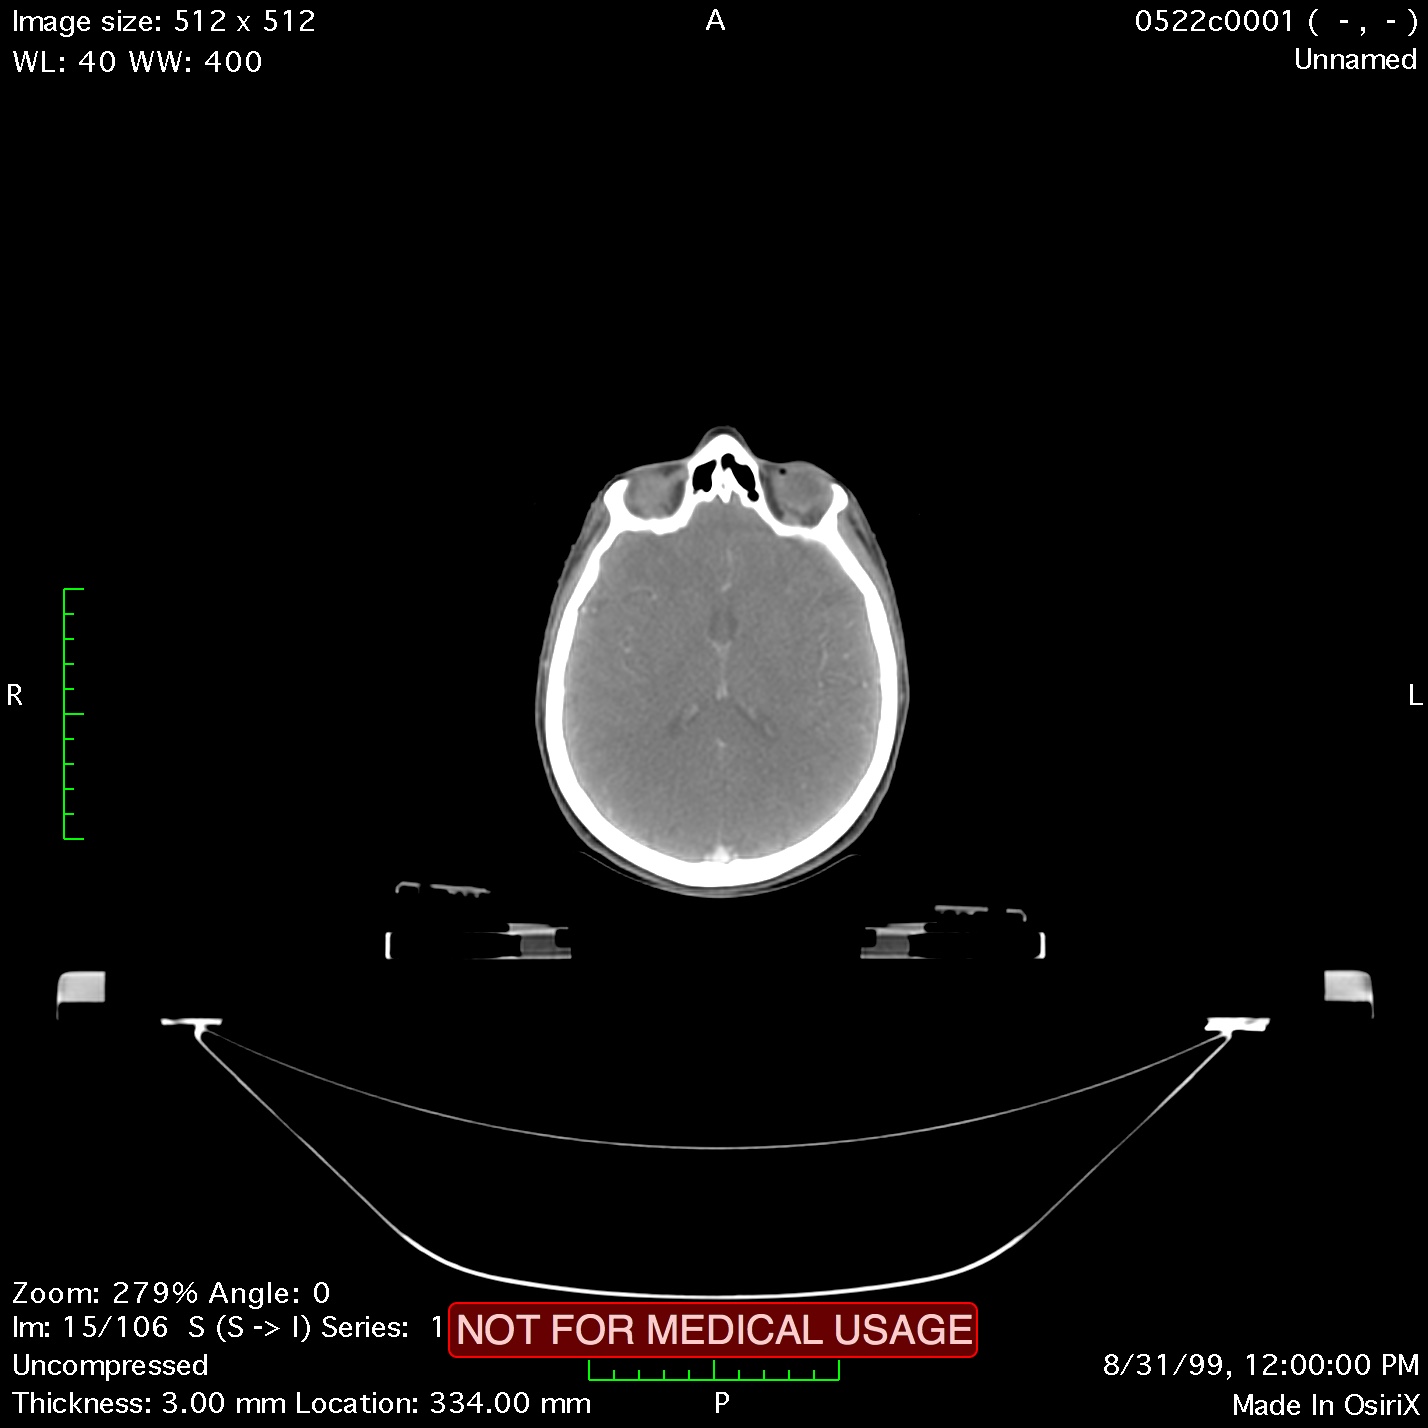 Image size: 512 x 512
WL: 40 WW: 400
A
0522c0001 ( - , - )
Unnamed
R
L
Zoom: 279% Angle: 0
Im: 15/106 S (S -> I) Series: 1
Uncompressed
Thickness: 3.00 mm Location: 334.00 mm
NOT FOR MEDICAL USAGE
P
8/31/99, 12:00:00 PM
Made In OsiriX